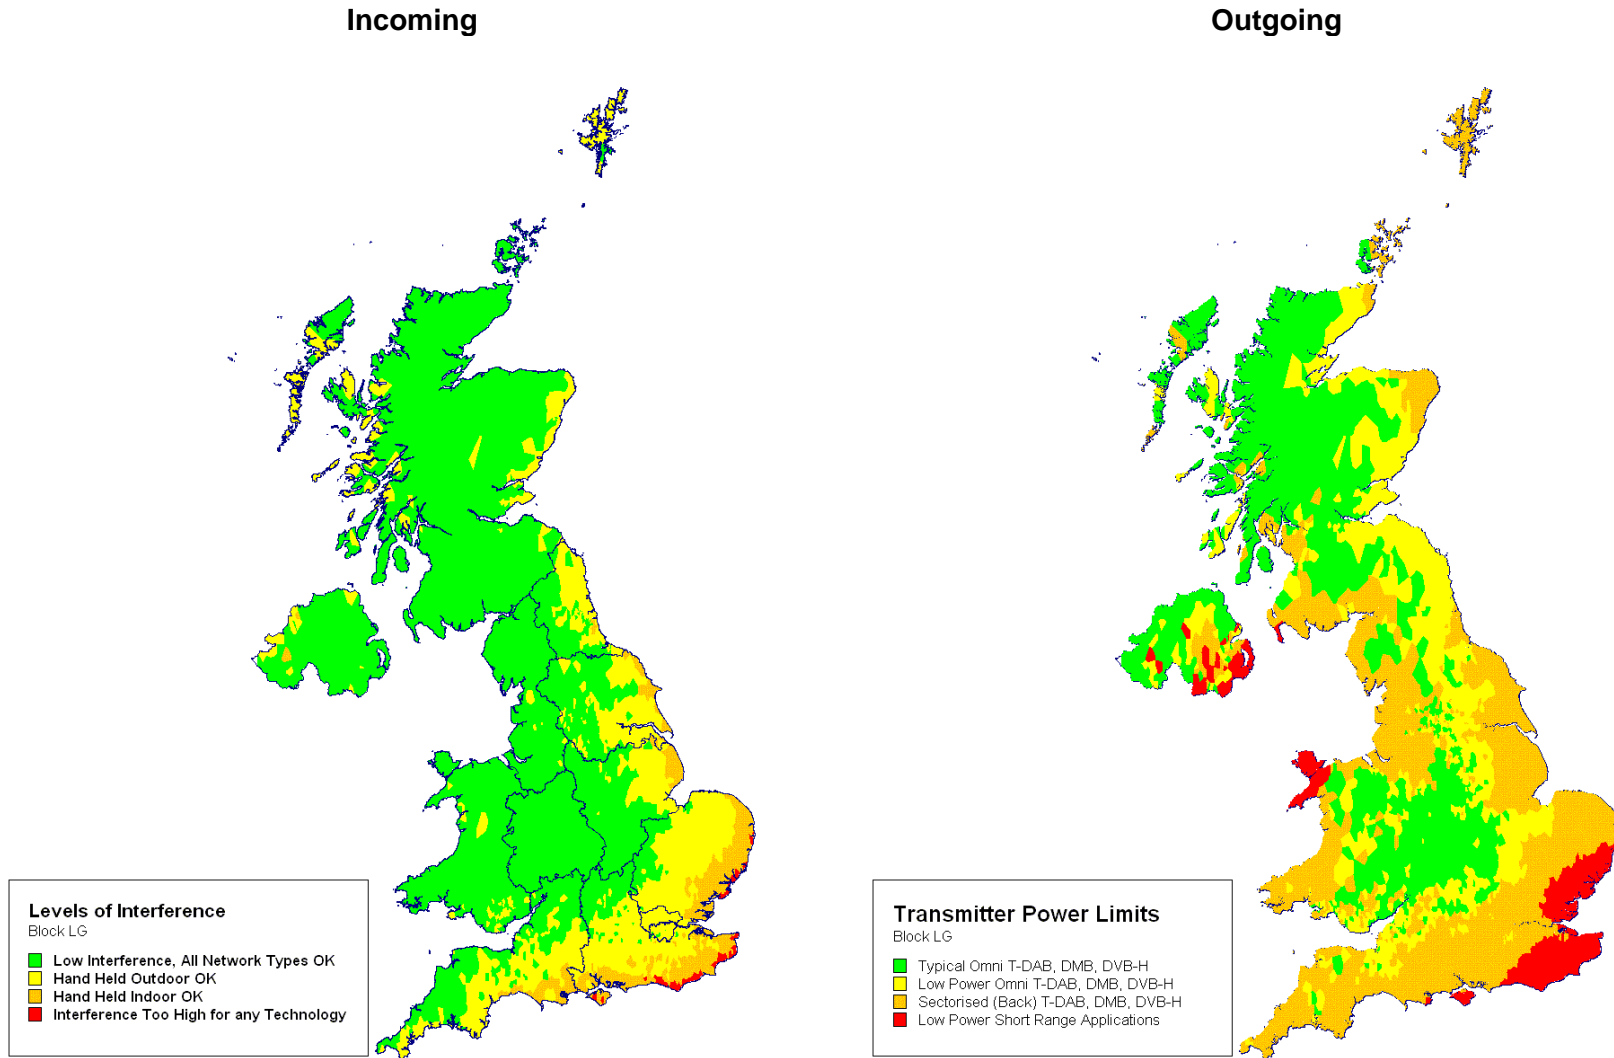 Incoming
Outgoing
Levels of Interference
Block LG
Low Interference, All Network Types OK
Hand Held Outdoor OK
Hand Held Indoor OK
Interference Too High for any Technology
Transmitter Power Limits
Block LG
Typical Omni T-DAB, DMB, DVB-H
Low Power Omni T-DAB, DMB, DVB-H
Sectorised (Back) T-DAB, DMB, DVB-H
Low Power Short Range Applications